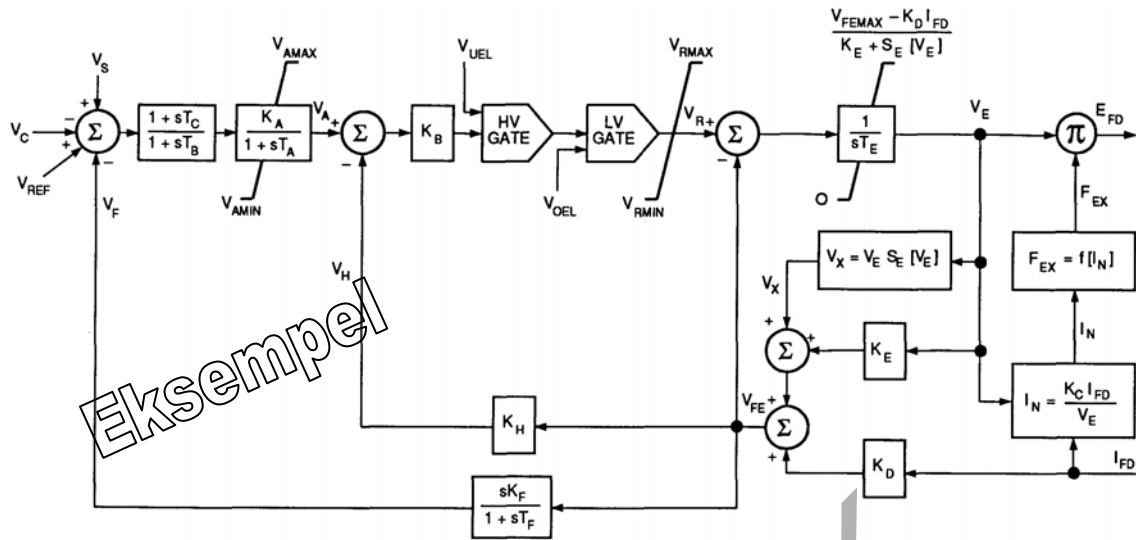 V_FEMAX − K_D I_FD
K_E + S_E [V_E]
V_S
V_AMAX
V_UEL
V_RMAX
V_E
E_FD
+
−
V_C
+
−
Σ
1 + sT_C
1 + sT_B
K_A
1 + sT_A
V_A
+
−
Σ
K_B
HV
GATE
LV
GATE
V_R
+
−
Σ
1
sT_E
π
V_REF
V_F
V_AMIN
V_OEL
V_RMIN
O
F_EX
V_H
V_X = V_E S_E [V_E]
F_EX = f[I_N]
V_X
+
+
Σ
K_E
I_N
Eksempel
V_FE
+
+
Σ
I_N = K_C I_FD
V_E
K_H
K_D
I_FD
sK_F
1 + sT_F